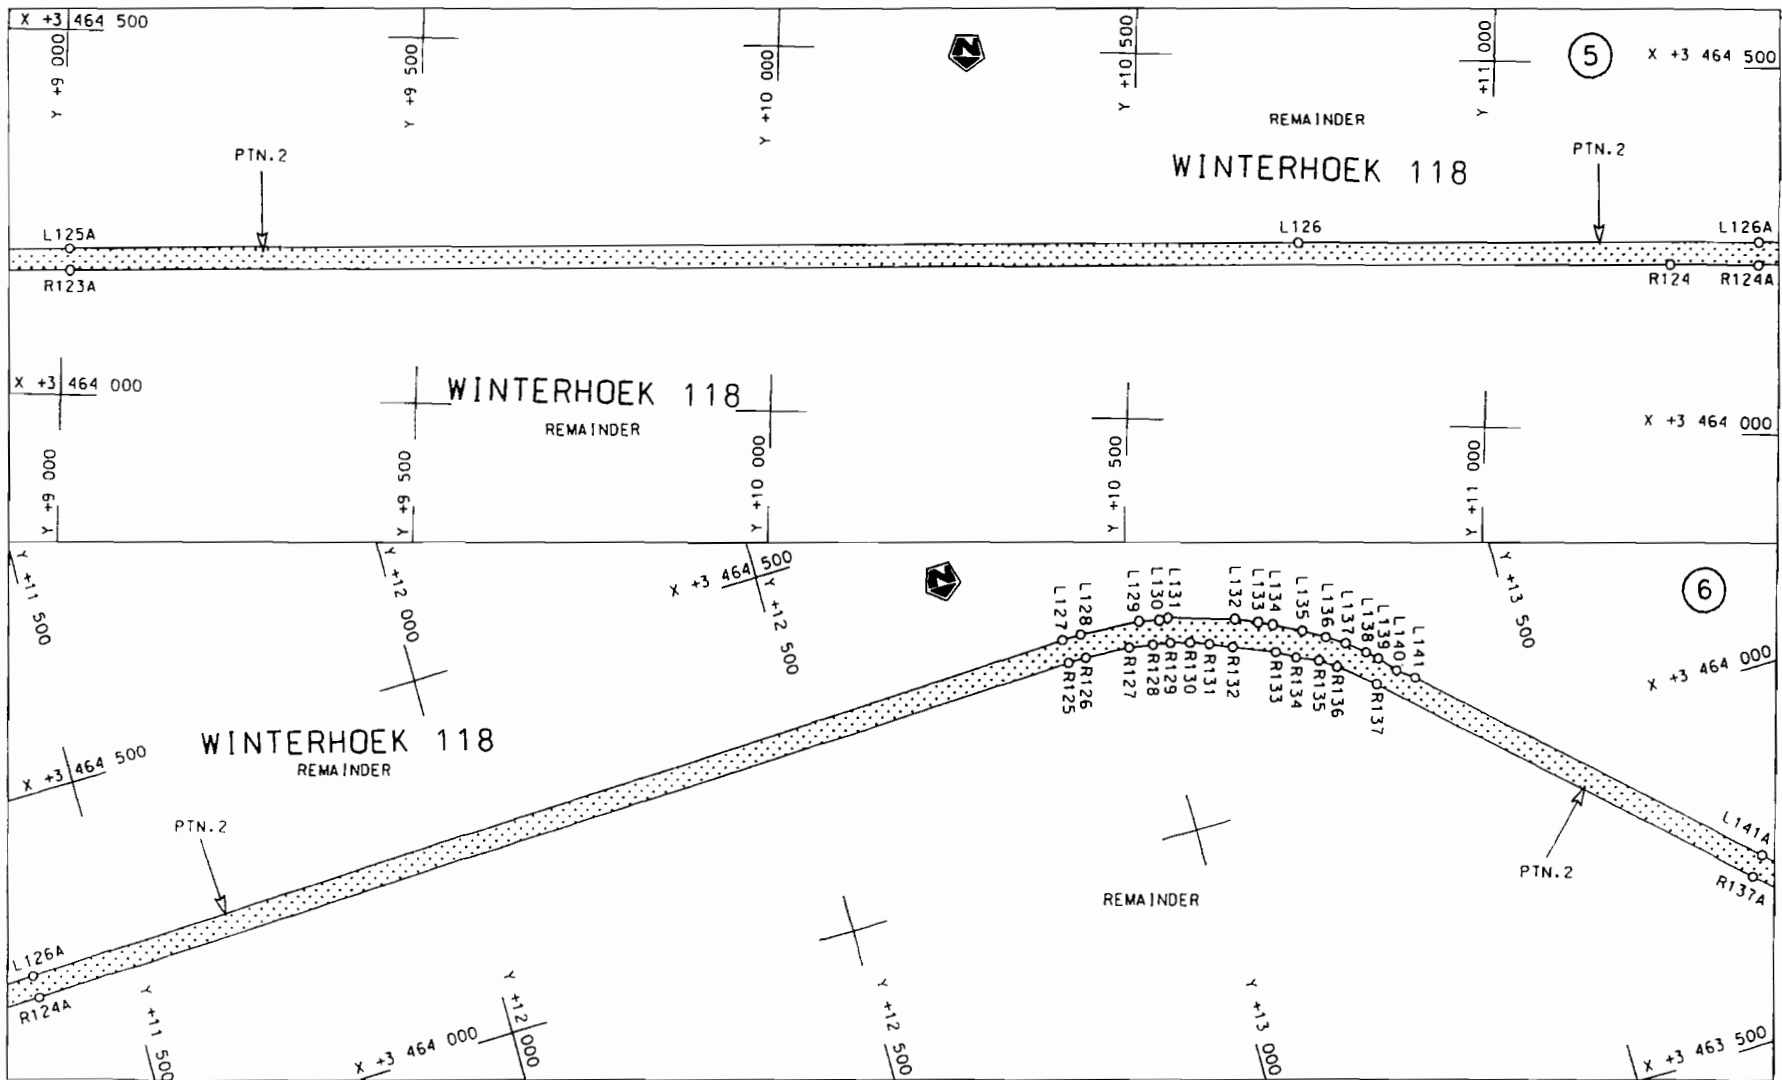 X +3 464 500
Y +9 000
Y +9 500
Y +10 000
N
Y +10 500
Y +11 000
5
X +3 464 500
REMAINDER
WINTERHOEK 118
PTN.2
PTN.2
L125A
L126
L126A
R123A
R124
R124A
X +3 464 000
WINTERHOEK 118
REMAINDER
X +3 464 000
Y +9 000
Y +9 500
Y +10 000
Y +10 500
Y +11 000
Y +11 500
Y +12 000
X +3 464 500
Y +12 500
N
Y +13 500
6
L127
L128
L129
L130
L131
L132
L133
L134
L135
L136
L137
L138
L139
L140
L141
R125
R126
R127
R128
R129
R130
R131
R132
R133
R134
R135
R136
R137
X +3 464 000
WINTERHOEK 118
REMAINDER
X +3 464 500
PTN.2
L141A
R137A
PTN.2
REMAINDER
L126A
R124A
Y +11 500
Y +12 000
X +3 464 000
Y +12 500
Y +13 000
X +3 463 500